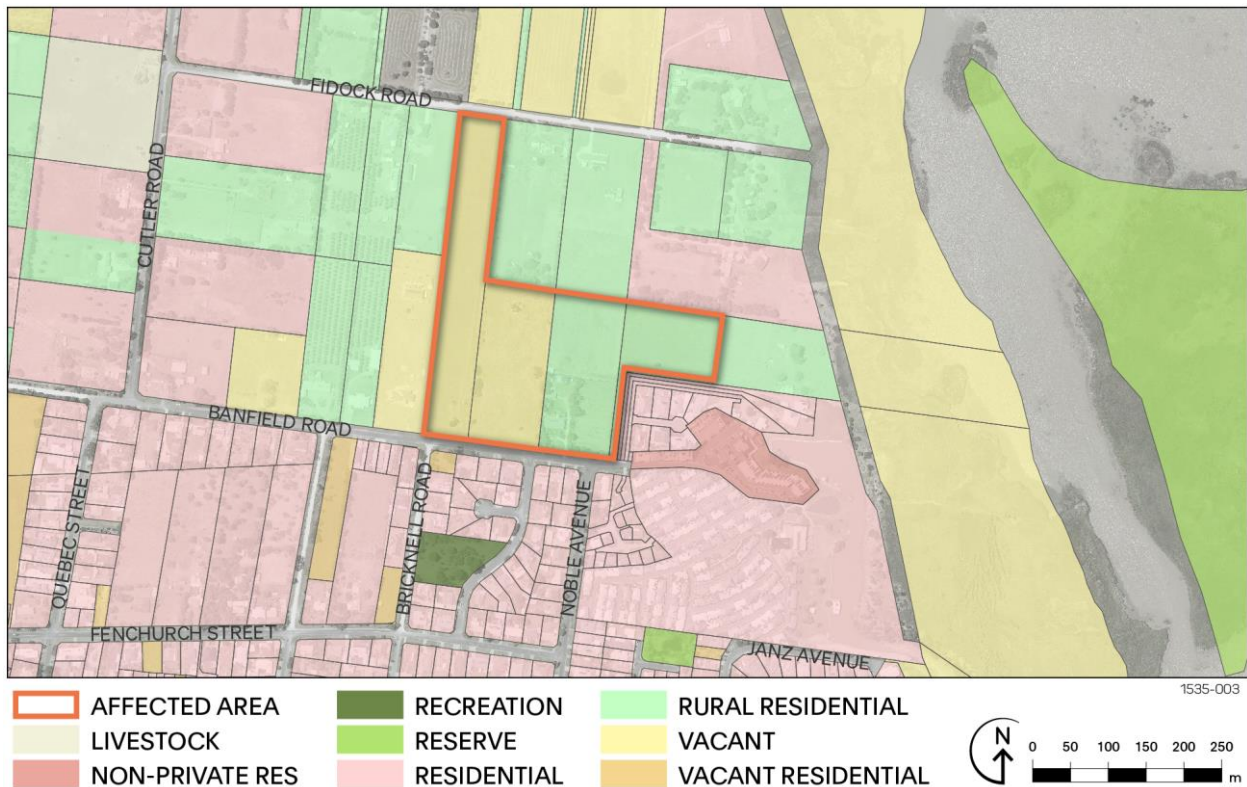 FIDOCK ROAD
CUTLER ROAD
BANFIELD ROAD
QUEBEC STREET
BRICKNELL ROAD
NOBLE AVENUE
FENCHURCH STREET
JANZ AVENUE
1535-003
AFFECTED AREA
LIVESTOCK
NON-PRIVATE RES
RECREATION
RESERVE
RESIDENTIAL
RURAL RESIDENTIAL
VACANT
VACANT RESIDENTIAL
N
0 50 100 150 200 250
m